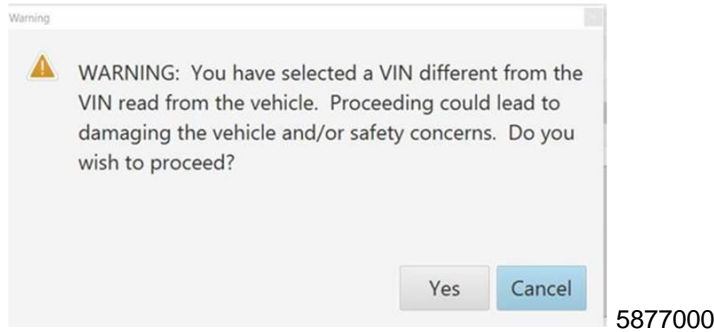 Warning
WARNING:  You have selected a VIN different from the
VIN read from the vehicle.  Proceeding could lead to
damaging the vehicle and/or safety concerns.  Do you
wish to proceed?
Yes Cancel
5877000